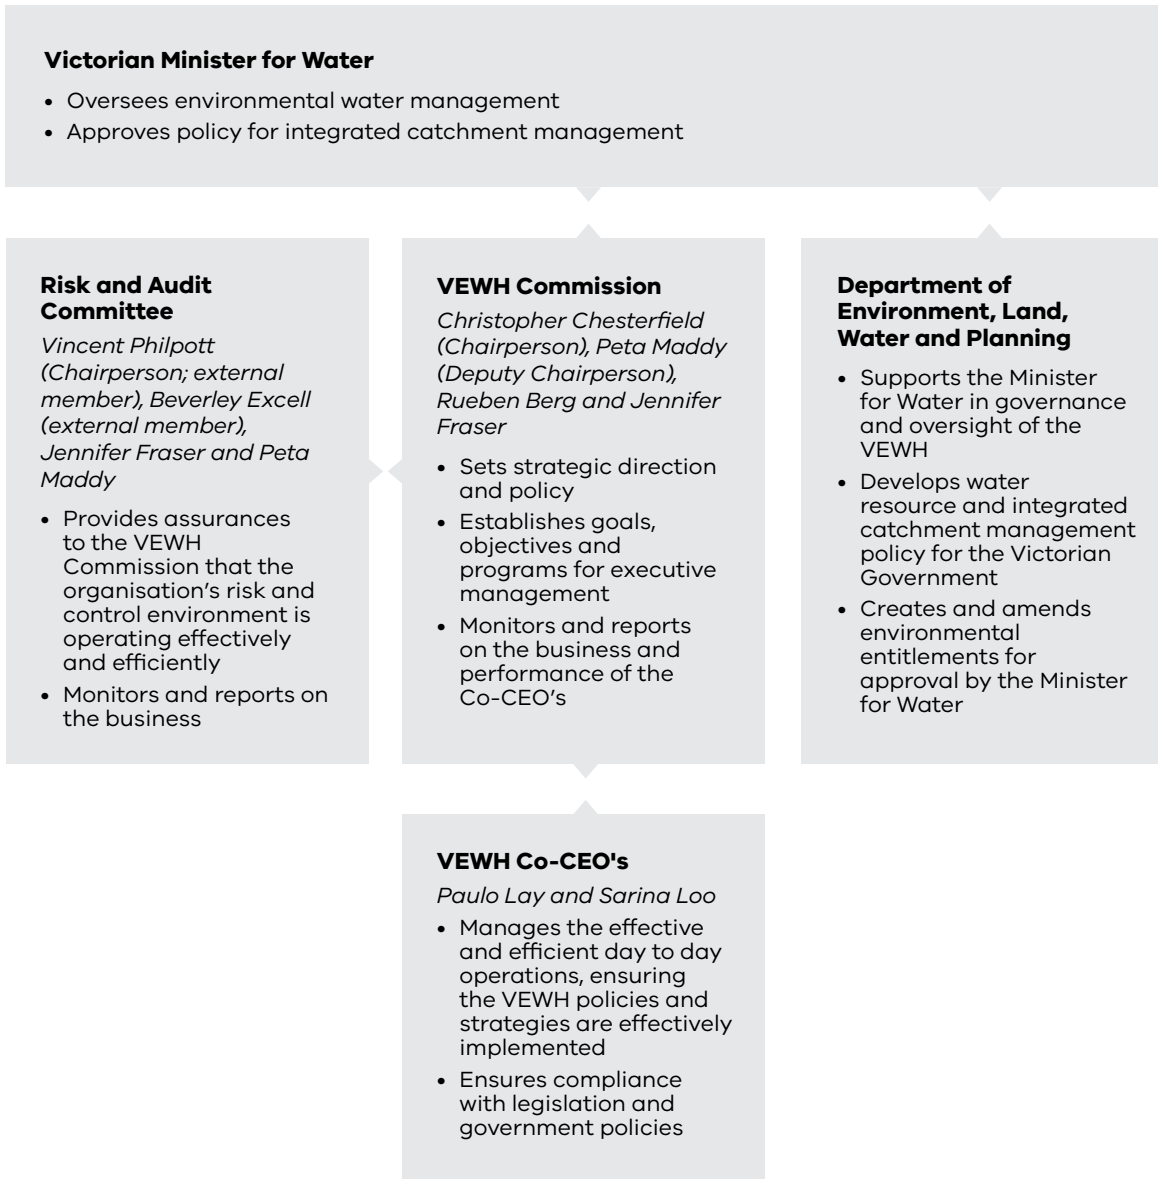 Victorian Minister for Water
• Oversees environmental water management
• Approves policy for integrated catchment management
Risk and Audit
Committee
Vincent Philpott
(Chairperson; external
member), Beverley Excell
(external member),
Jennifer Fraser and Peta
Maddy
• Provides assurances
to the VEWH
Commission that the
organisation's risk and
control environment is
operating effectively
and efficiently
• Monitors and reports on
the business
VEWH Commission
Christopher Chesterfield
(Chairperson), Peta Maddy
(Deputy Chairperson),
Rueben Berg and Jennifer
Fraser
• Sets strategic direction
and policy
• Establishes goals,
objectives and
programs for executive
management
• Monitors and reports
on the business and
performance of the
Co-CEO's
Department of
Environment, Land,
Water and Planning
• Supports the Minister
for Water in governance
and oversight of the
VEWH
• Develops water
resource and integrated
catchment management
policy for the Victorian
Government
• Creates and amends
environmental
entitlements for
approval by the Minister
for Water
VEWH Co-CEO's
Paulo Lay and Sarina Loo
• Manages the effective
and efficient day to day
operations, ensuring
the VEWH policies and
strategies are effectively
implemented
• Ensures compliance
with legislation and
government policies